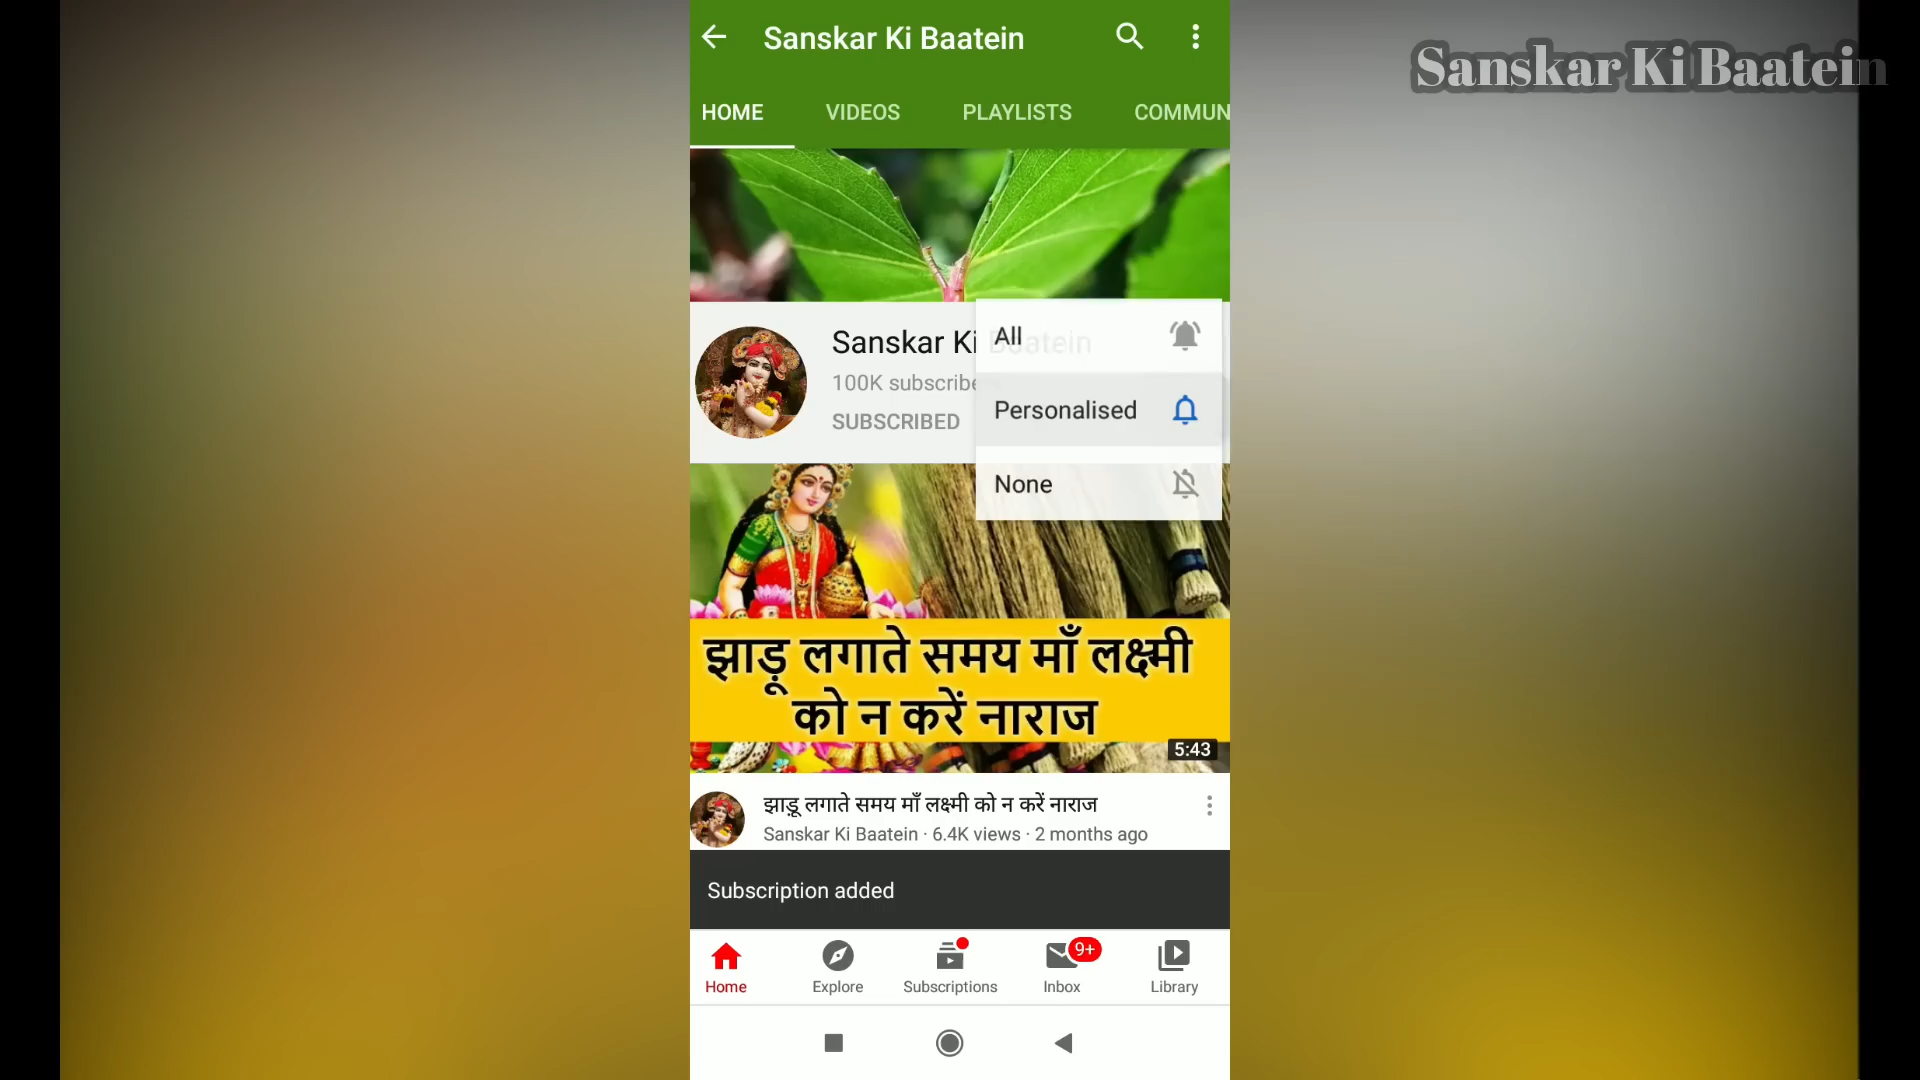 Sanskar Ki Baatein
Sanskar Ki Baatein
HOME VIDEOS PLAYLISTS COMMUN
Sanskar Ki Baatein
100K subscribe
SUBSCRIBED
All
Personalised
None
झाड़ू लगाते समय माँ लक्ष्मी
को न करें नाराज
5:43
झाड़ू लगाते समय माँ लक्ष्मी को न करें नाराज
Sanskar Ki Baatein · 6.4K views · 2 months ago
Subscription added
9+
Home Explore Subscriptions Inbox Library